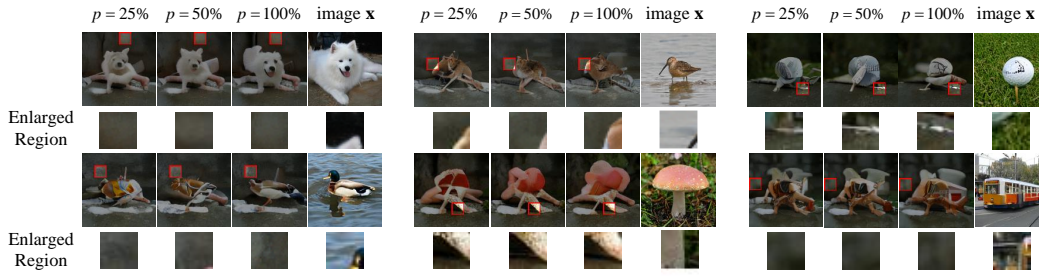 p = 25% p = 50% p = 100% image x p = 25% p = 50% p = 100% image x p = 25% p = 50% p = 100% image x
Enlarged
Region
Enlarged
Region